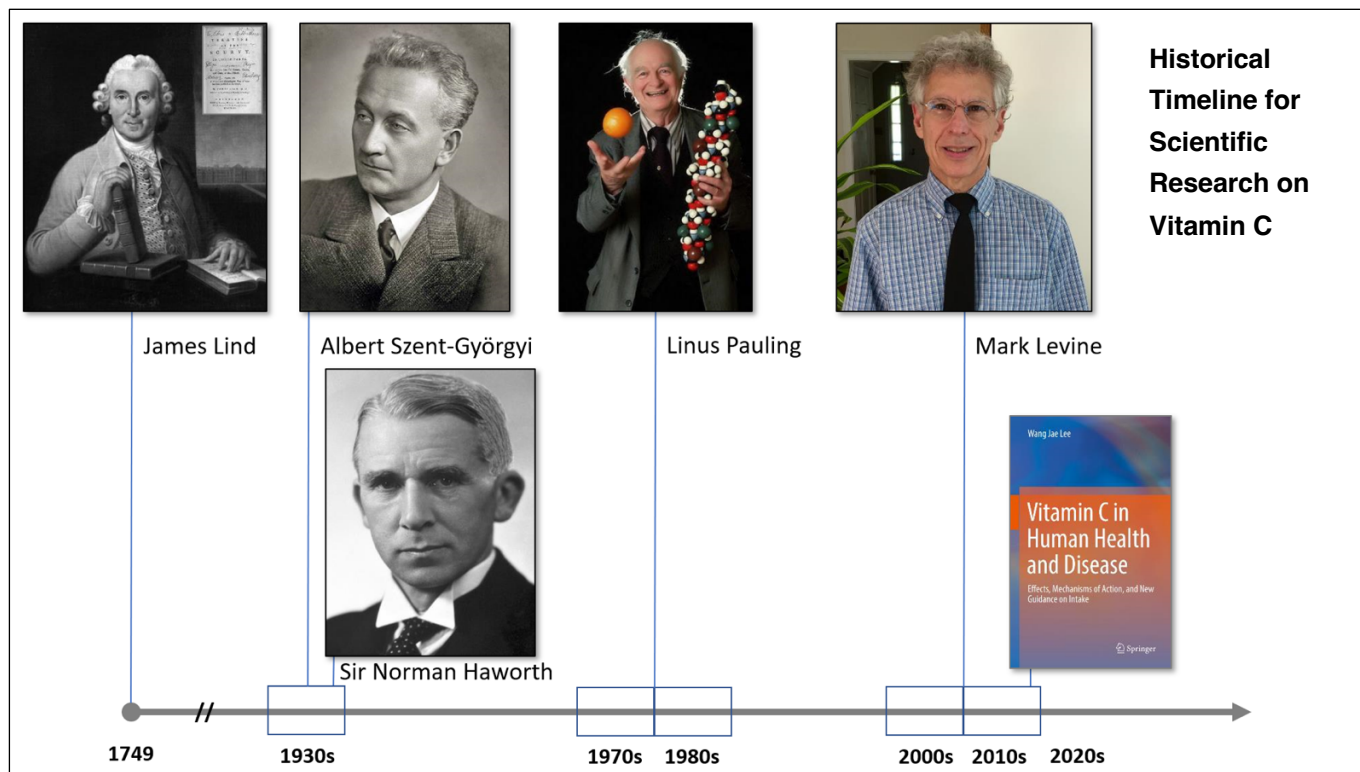 Historical
Timeline for
Scientific
Research on
Vitamin C
James Lind
Albert Szent-Györgyi
Linus Pauling
Mark Levine
Sir Norman Haworth
Wang Jae Lee
Vitamin C in
Human Health
and Disease
Effects, Mechanisms of Action, and New
Guidance on Intake
Springer
//
1749
1930s
1970s
1980s
2000s
2010s
2020s